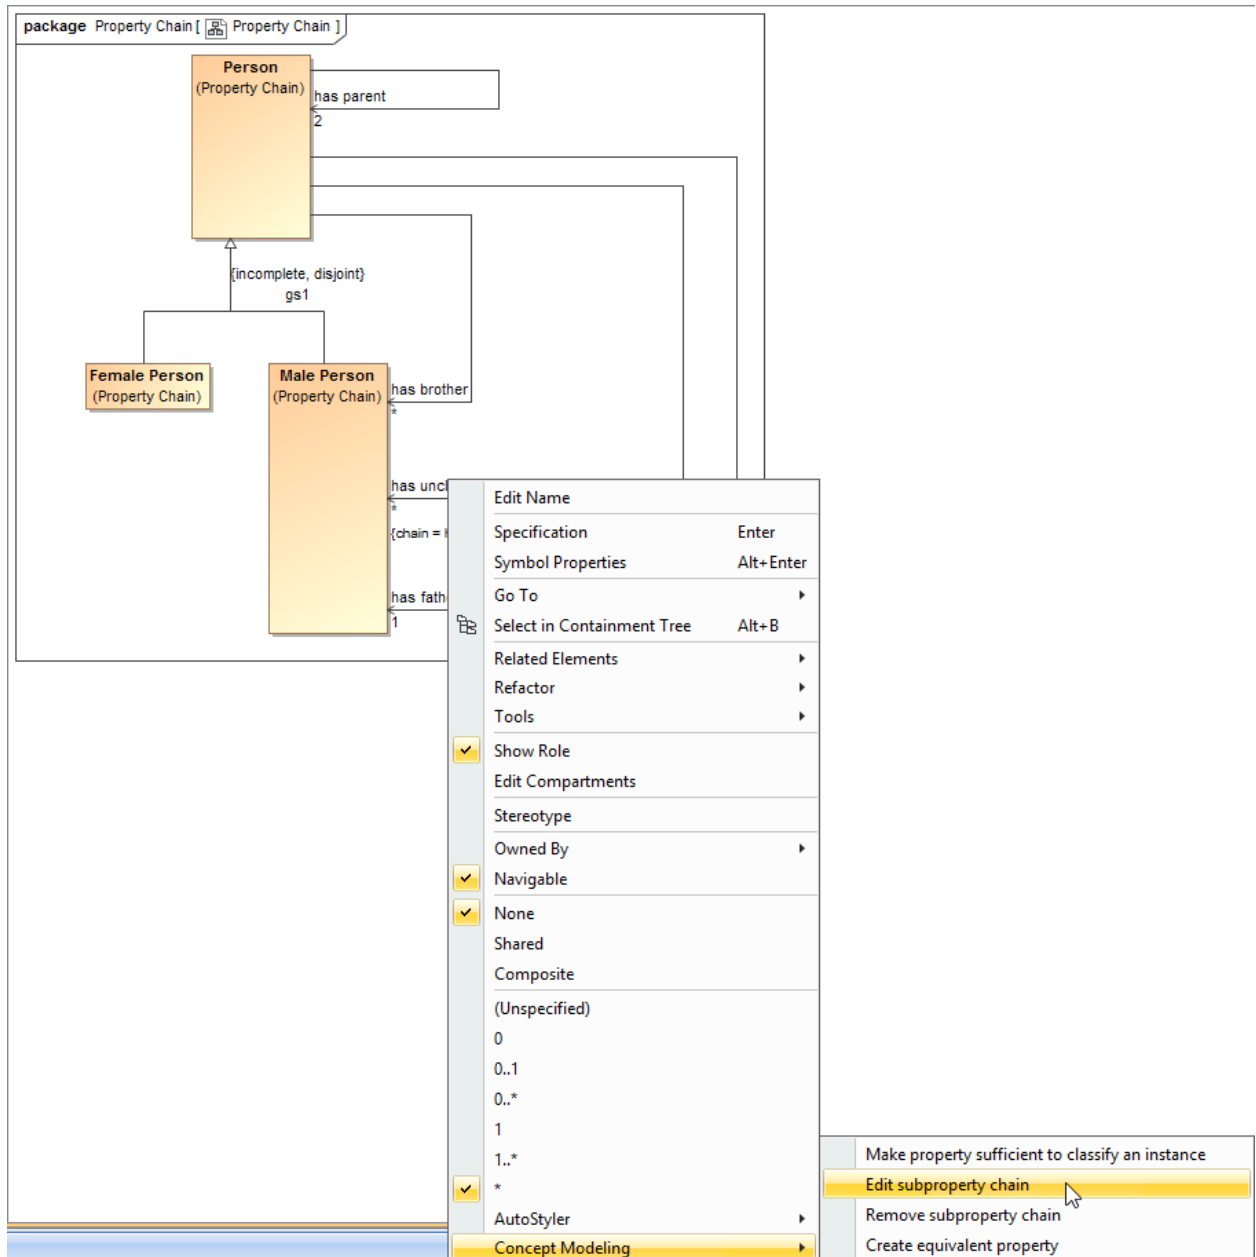 package Property Chain [ Property Chain ]
Person
(Property Chain)
has parent
2
{incomplete, disjoint}
gs1
Female Person
(Property Chain)
Male Person
(Property Chain)
has brother
*
has uncl
*
{chain =
has fath
1
Edit Name
Specification Enter
Symbol Properties Alt+Enter
Go To
Select in Containment Tree Alt+B
Related Elements
Refactor
Tools
Show Role
Edit Compartments
Stereotype
Owned By
Navigable
None
Shared
Composite
(Unspecified)
0
0..1
0..*
1
1..*
*
AutoStyler
Concept Modeling
Make property sufficient to classify an instance
Edit subproperty chain
Remove subproperty chain
Create equivalent property